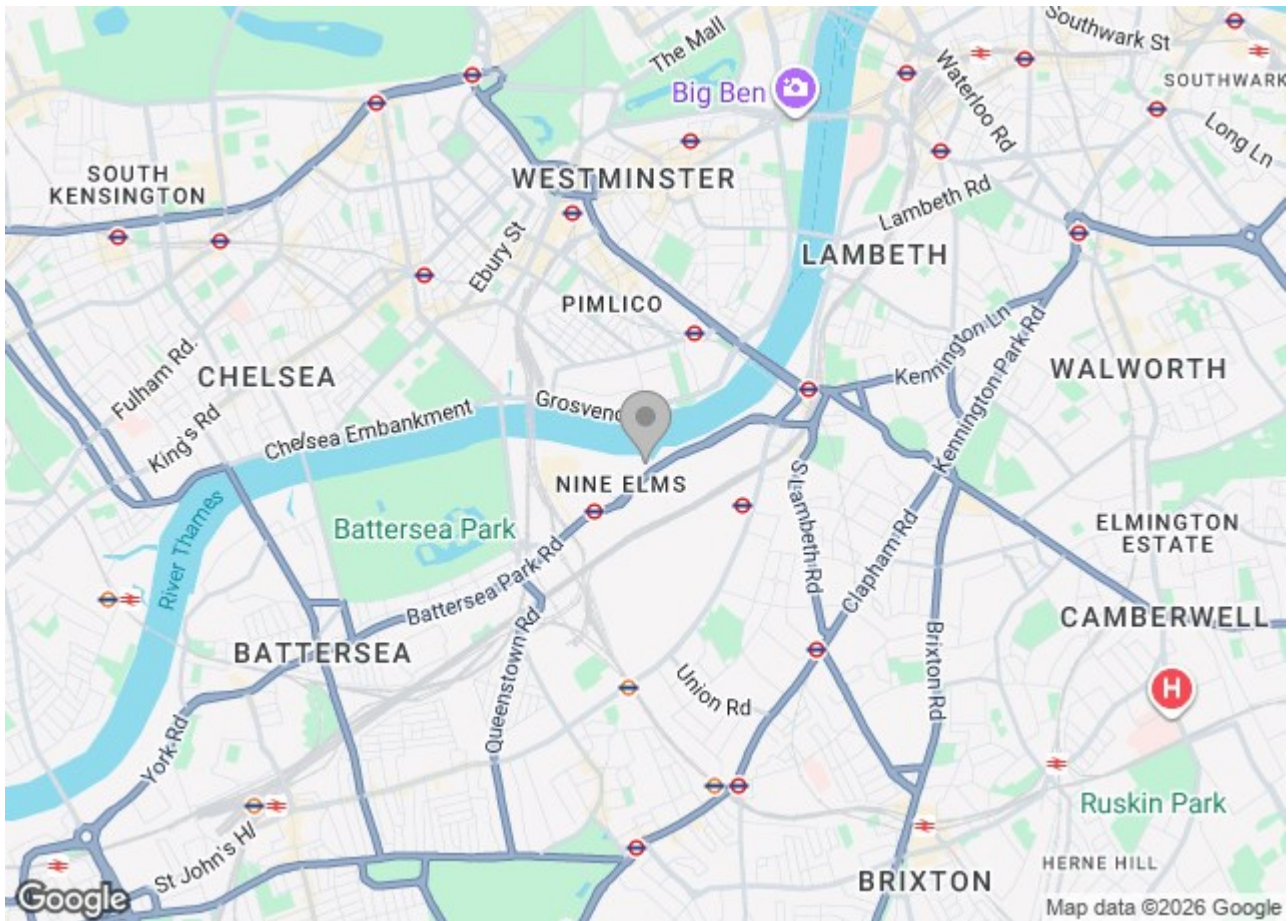 Southwark St
The Mall
Big Ben
Waterloo Rd
SOUTHWARK
Long Ln
SOUTH
KENSINGTON
WESTMINSTER
Lambeth Rd
Ebury St
LAMBETH
PIMLICO
Kennington Ln
Kennington Park Rd
WALWORTH
Fulham Rd.
CHELSEA
King's Rd
Chelsea Embankment
Grosveno
NINE ELMS
S Lambeth Rd
River Thames
Battersea Park
ELMINGTON
ESTATE
Battersea Park Rd
Clapham Rd
CAMBERWELL
BATTERSEA
Queenstown Rd
Brixton Rd
Union Rd
H
York Rd
Ruskin Park
St John's Hl
HERNE HILL
BRIXTON
Google
Map data ©2026 Google